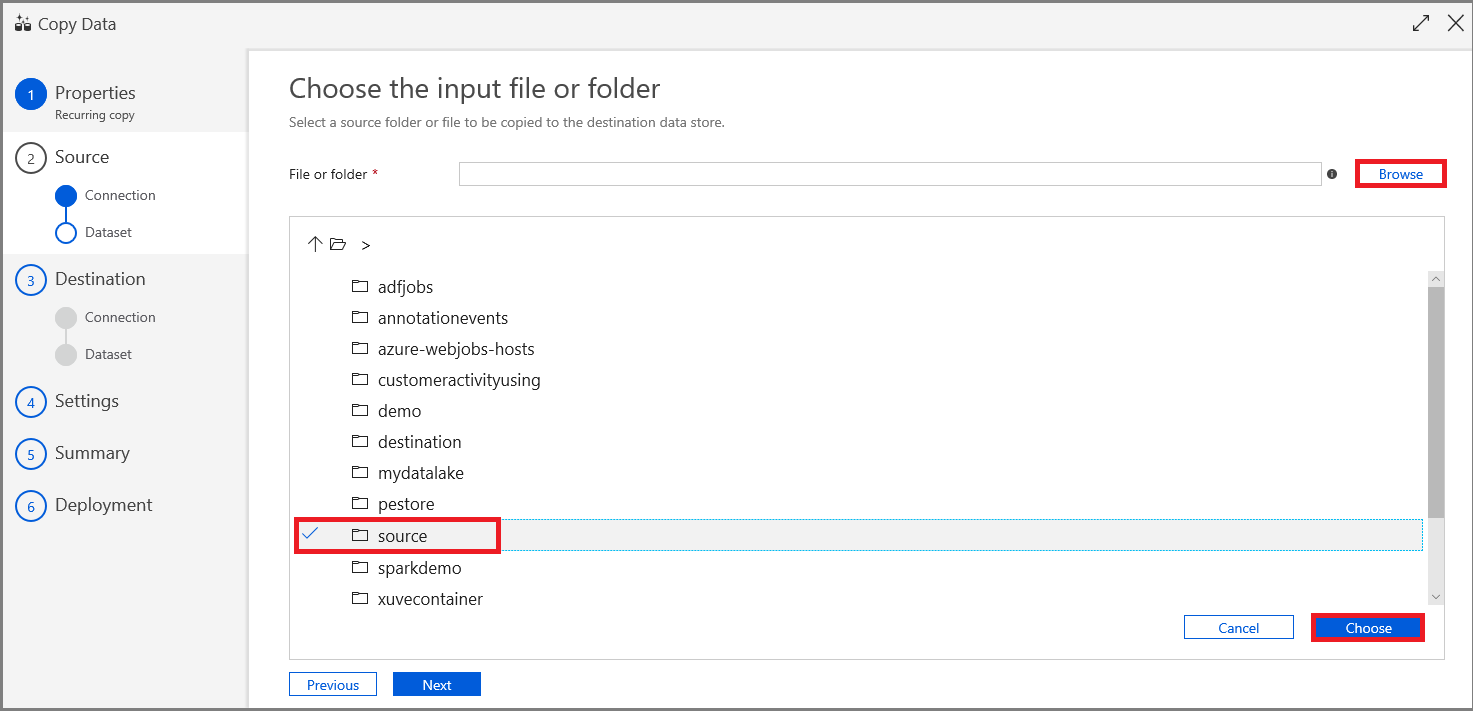 Copy Data
1 Properties
Recurring copy
2 Source
Connection
Dataset
3 Destination
Connection
Dataset
4 Settings
5 Summary
6 Deployment
Choose the input file or folder
Select a source folder or file to be copied to the destination data store.
File or folder * Browse
>
adfjobs
annotationevents
azure-webjobs-hosts
customeractivityusing
demo
destination
mydatalake
pestore
source
sparkdemo
xuvecontainer
Cancel Choose
Previous Next